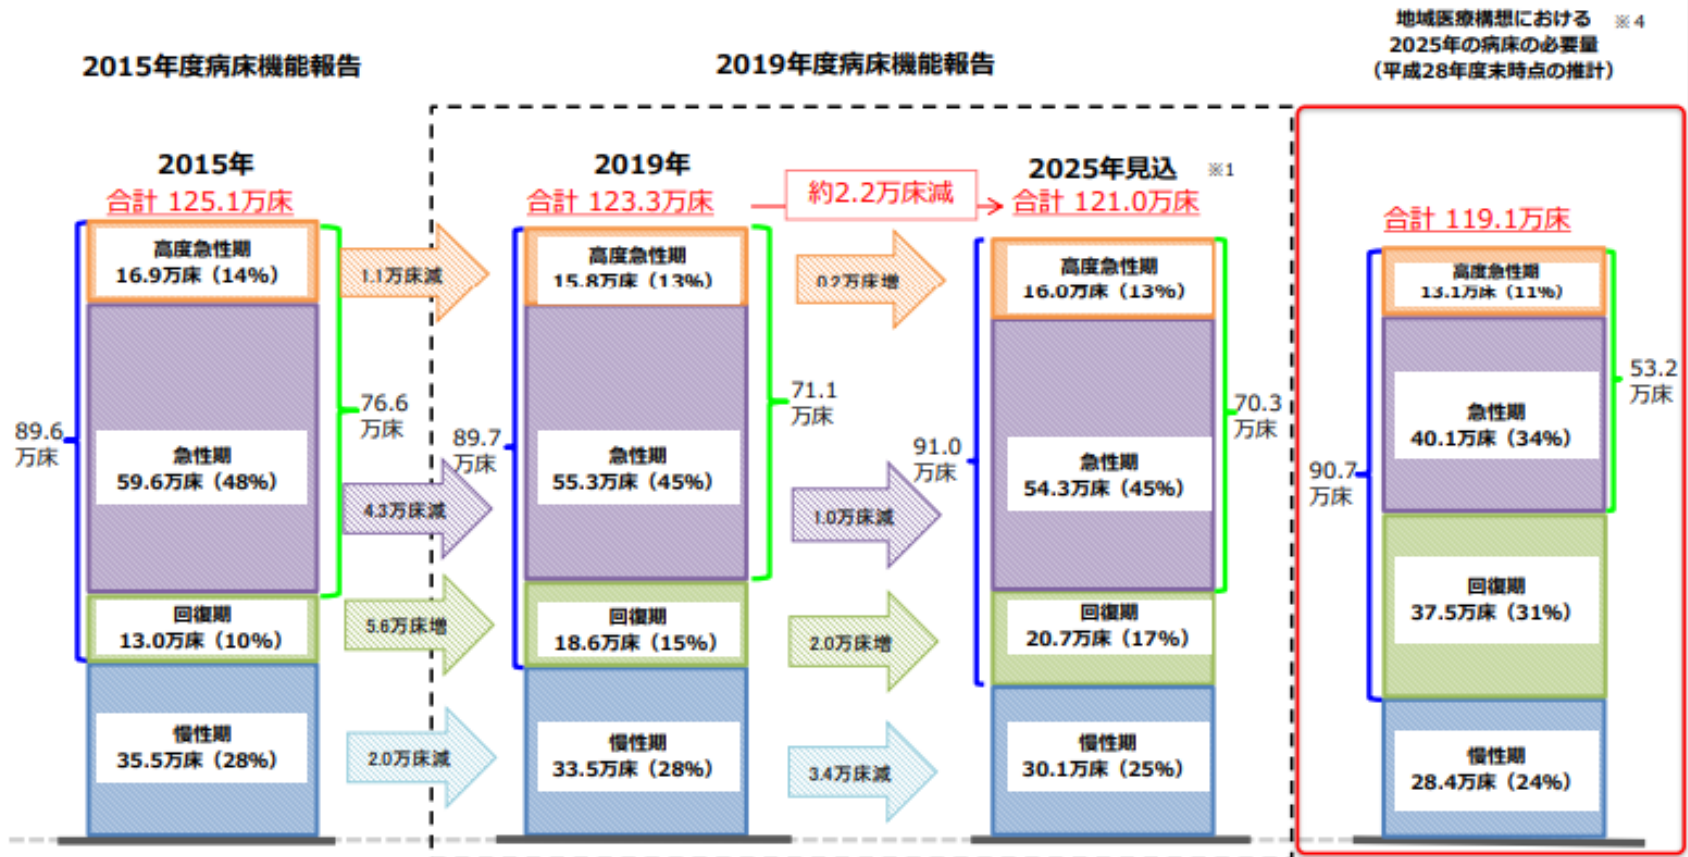 地域医療構想における ※4
2025年の病床の必要量
（平成28年度末時点の推計）
2015年度病床機能報告
2019年度病床機能報告
2015年
合計 125.1万床
高度急性期
16.9万床（14%）
急性期
59.6万床（48%）
回復期
13.0万床（10%）
慢性期
35.5万床（28%）
89.6
万床
76.6
万床
1.1万床減
4.3万床減
5.6万床増
2.0万床減
2019年
合計 123.3万床
高度急性期
15.8万床（13%）
急性期
55.3万床（45%）
回復期
18.6万床（15%）
慢性期
33.5万床（28%）
89.7
万床
71.1
万床
約2.2万床減
0.2万床増
1.0万床減
2.0万床増
3.4万床減
2025年見込 ※1
合計 121.0万床
高度急性期
16.0万床（13%）
急性期
54.3万床（45%）
回復期
20.7万床（17%）
慢性期
30.1万床（25%）
91.0
万床
70.3
万床
合計 119.1万床
高度急性期
13.1万床（11%）
急性期
40.1万床（34%）
回復期
37.5万床（31%）
慢性期
28.4万床（24%）
90.7
万床
53.2
万床